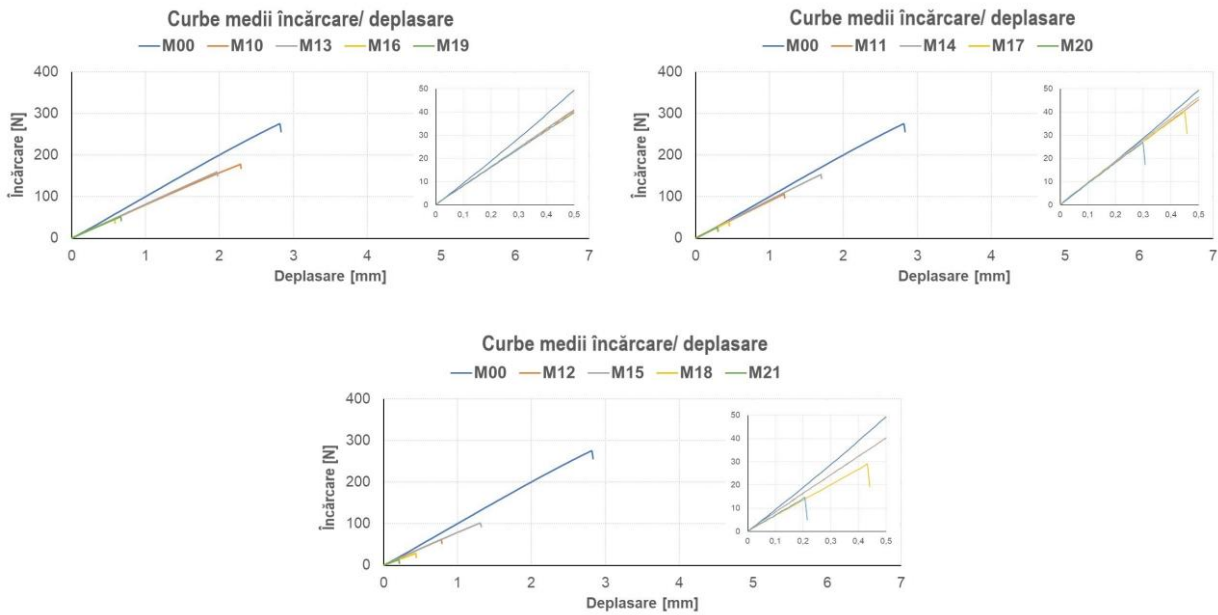 Curbe medii încărcare/ deplasare
M00 M10 M13 M16 M19
Încărcare [N]
400
300
200
100
0
0 1 2 3 4 5 6 7
Deplasare [mm]
50
40
30
20
10
0
0 0,1 0,2 0,3 0,4 0,5
Curbe medii încărcare/ deplasare
M00 M11 M14 M17 M20
Încărcare [N]
400
300
200
100
0
0 1 2 3 4 5 6 7
Deplasare [mm]
50
40
30
20
10
0
0 0,1 0,2 0,3 0,4 0,5
Curbe medii încărcare/ deplasare
M00 M12 M15 M18 M21
Încărcare [N]
400
300
200
100
0
0 1 2 3 4 5 6 7
Deplasare [mm]
50
40
30
20
10
0
0 0,1 0,2 0,3 0,4 0,5